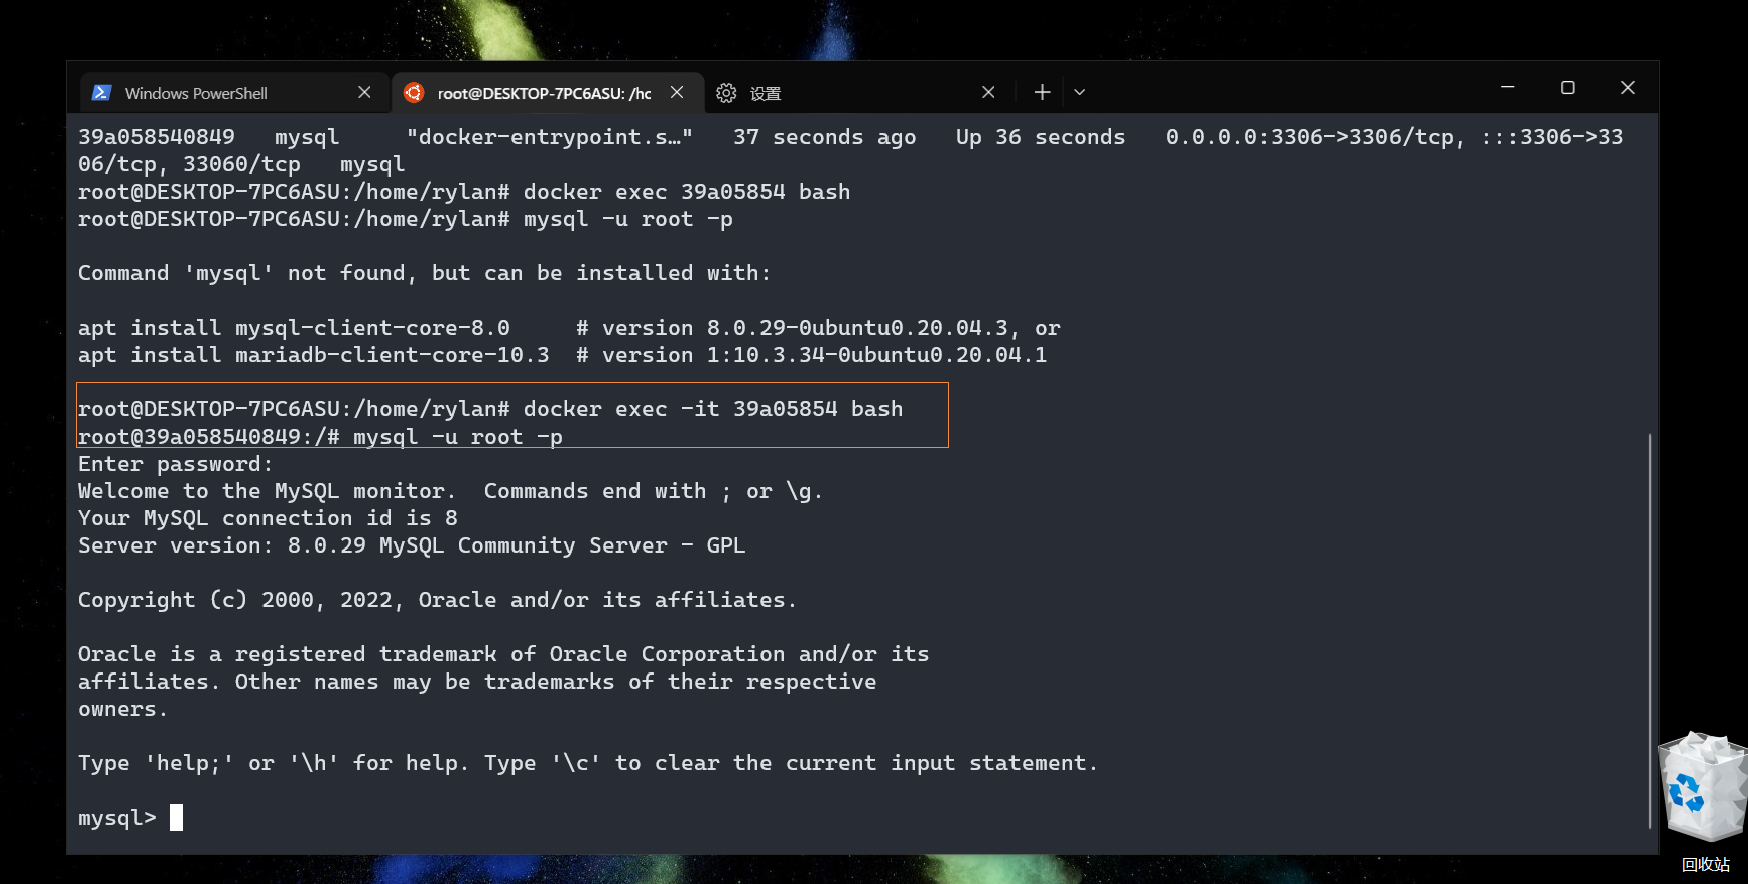 Windows PowerShell
root@DESKTOP-7PC6ASU: /hc
设置
39a058540849   mysql     "docker-entrypoint.s…"   37 seconds ago   Up 36 seconds   0.0.0.0:3306->3306/tcp, :::3306->33
06/tcp, 33060/tcp   mysql
root@DESKTOP-7PC6ASU:/home/rylan# docker exec 39a05854 bash
root@DESKTOP-7PC6ASU:/home/rylan# mysql -u root -p
Command 'mysql' not found, but can be installed with:
apt install mysql-client-core-8.0     # version 8.0.29-0ubuntu0.20.04.3, or
apt install mariadb-client-core-10.3  # version 1:10.3.34-0ubuntu0.20.04.1
root@DESKTOP-7PC6ASU:/home/rylan# docker exec -it 39a05854 bash
root@39a058540849:/# mysql -u root -p
Enter password:
Welcome to the MySQL monitor.  Commands end with ; or \g.
Your MySQL connection id is 8
Server version: 8.0.29 MySQL Community Server - GPL
Copyright (c) 2000, 2022, Oracle and/or its affiliates.
Oracle is a registered trademark of Oracle Corporation and/or its
affiliates. Other names may be trademarks of their respective
owners.
Type 'help;' or '\h' for help. Type '\c' to clear the current input statement.
mysql>
回收站